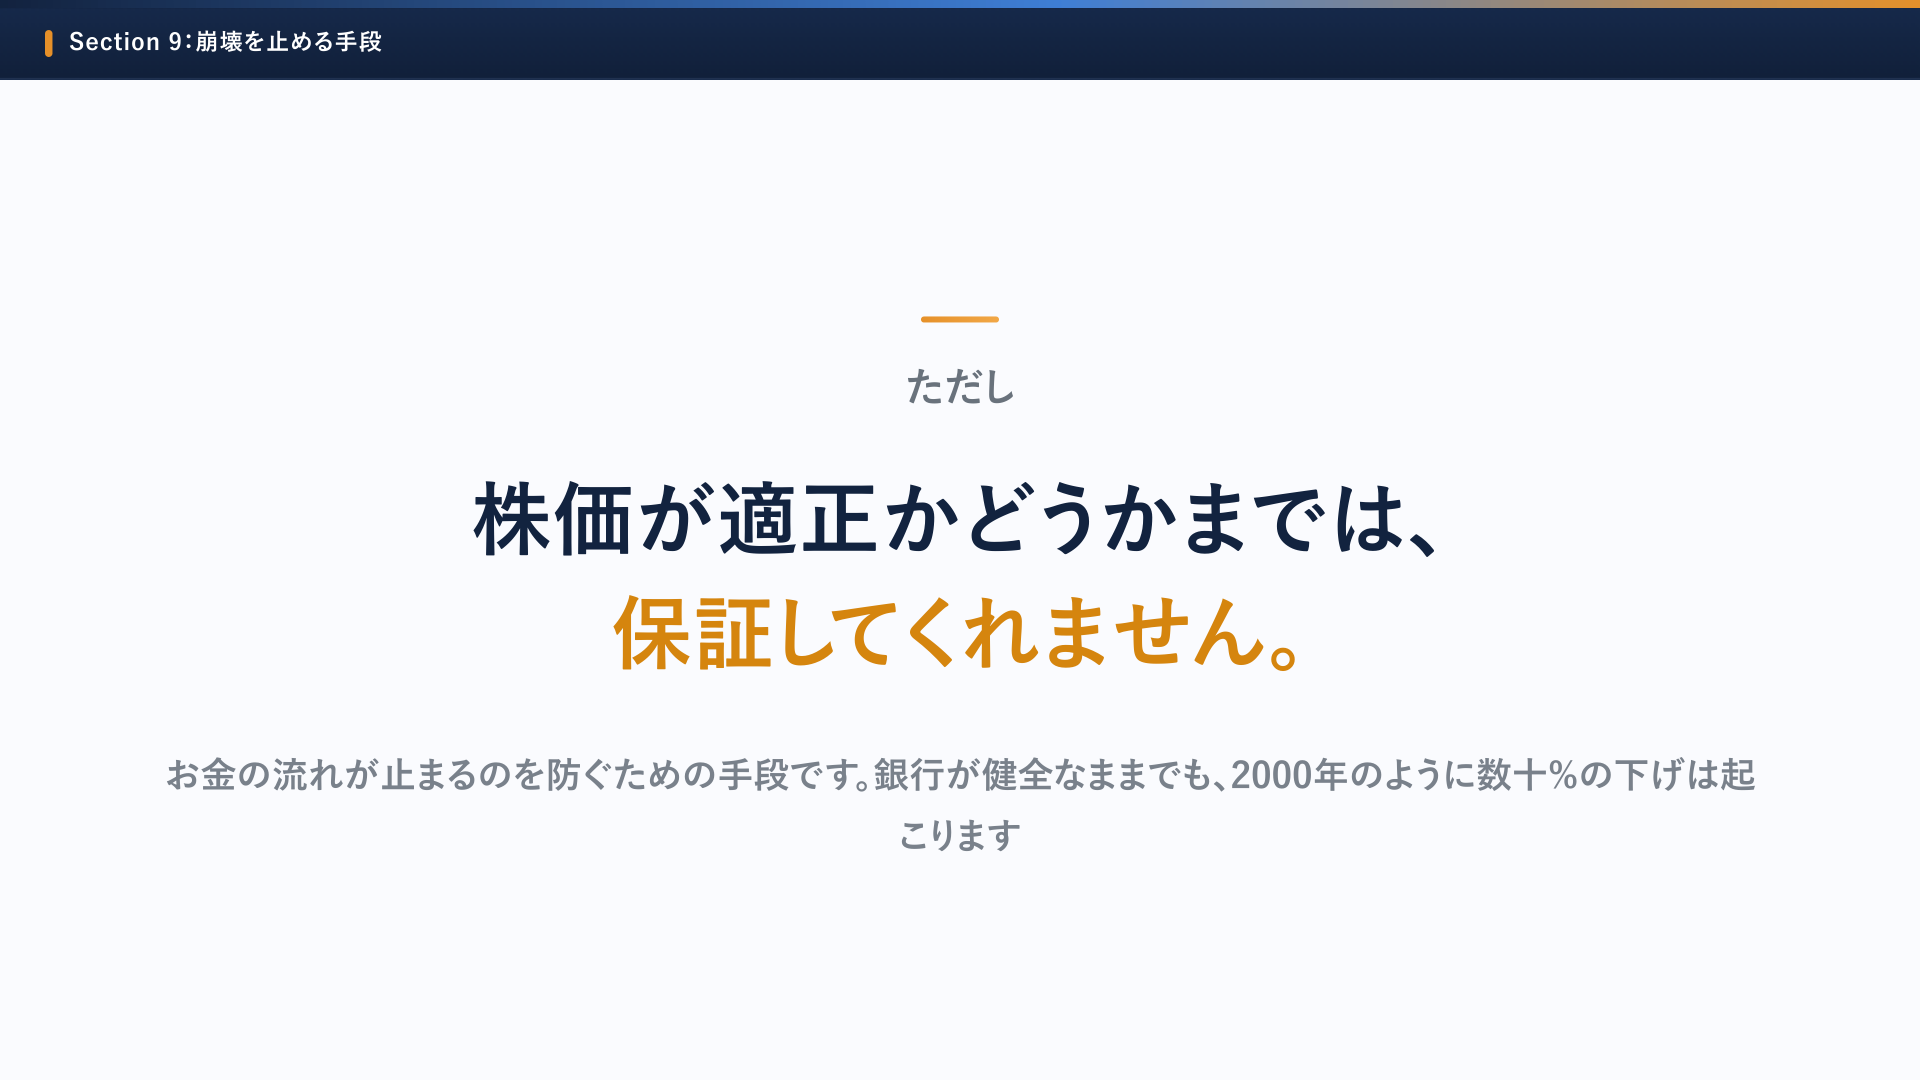 Section 9：崩壊を止める手段
ただし
株価が適正かどうかまでは、
保証してくれません。
お金の流れが止まるのを防ぐための手段です。銀行が健全なままでも、2000年のように数十%の下げは起
こります